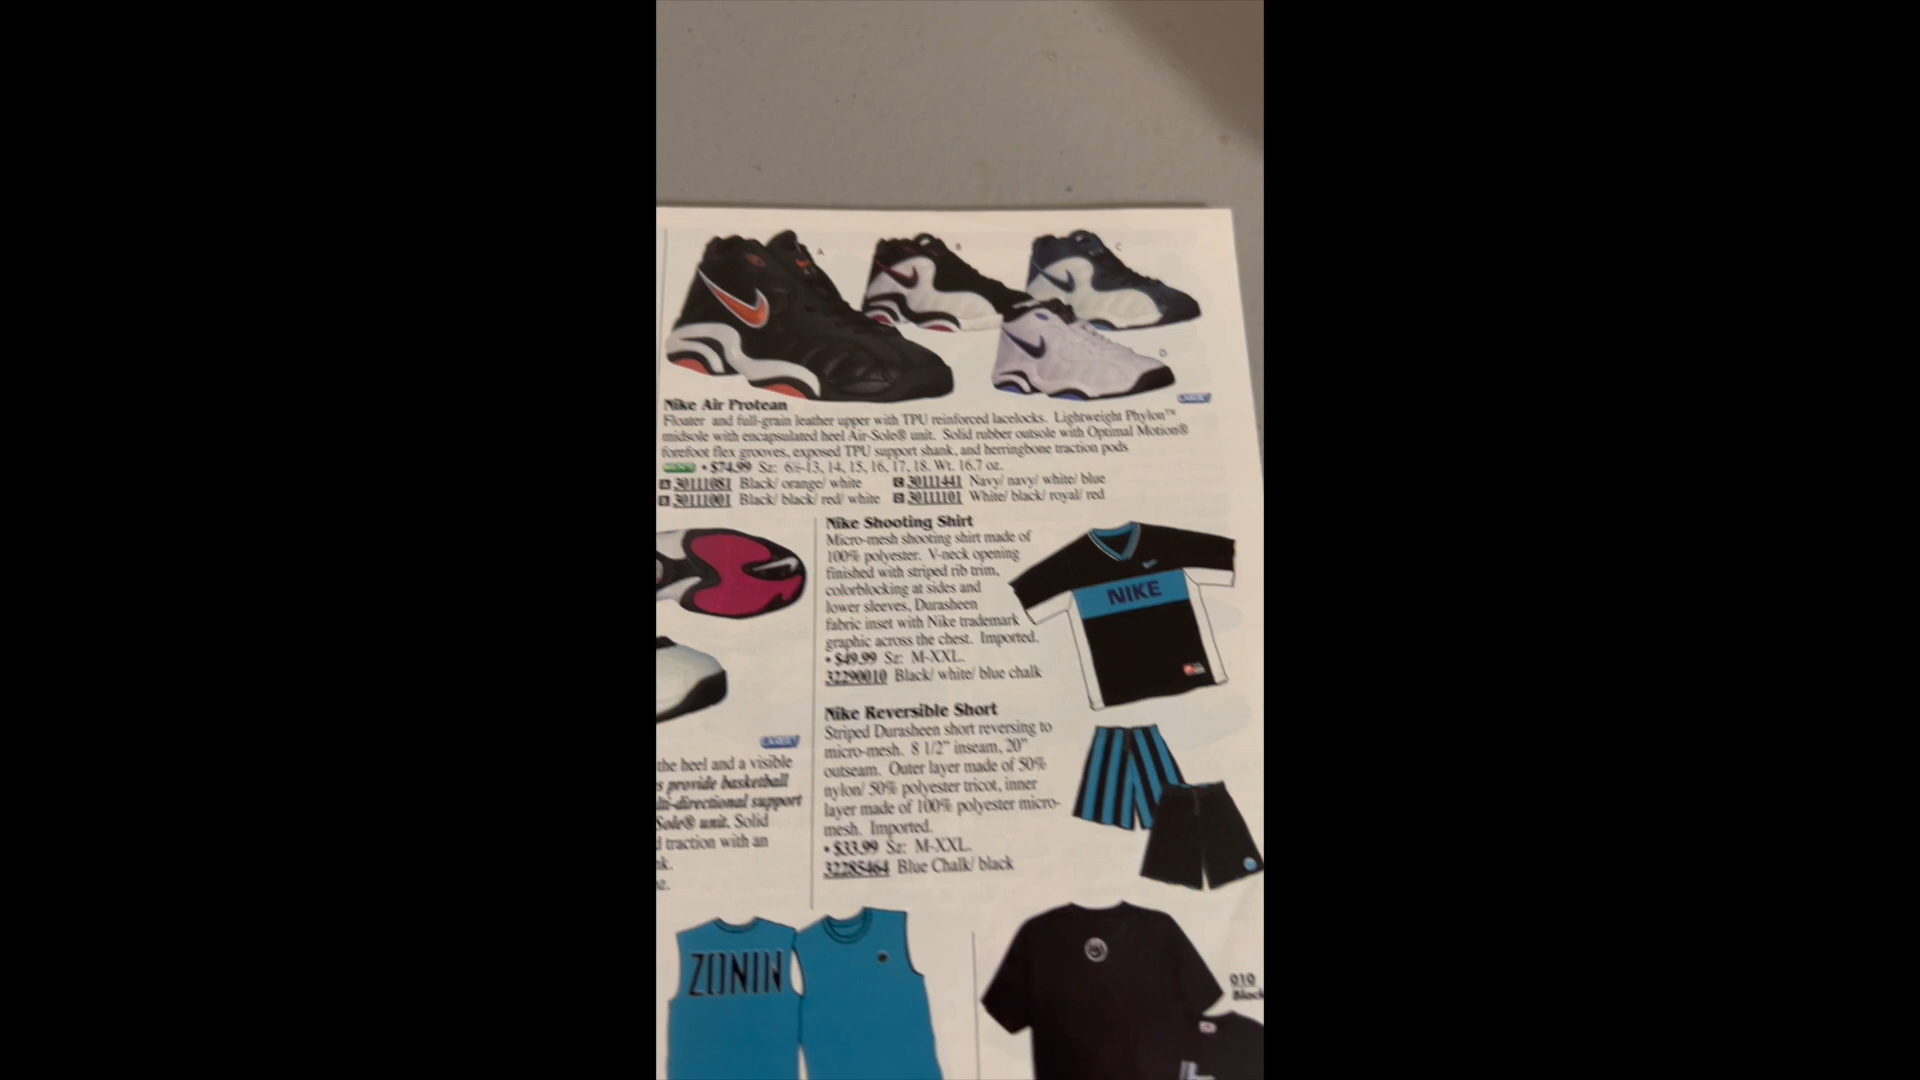 A
B
C
D
Nike Air Protean
Floater and full-grain leather upper with TPU reinforced lacelocks. Lightweight Phylon™
midsole with encapsulated heel Air-Sole® unit. Solid rubber outsole with Optimal Motion®
forefoot flex grooves, exposed TPU support shank, and herringbone traction pods
• $74.99 Sz: 6½-13, 14, 15, 16, 17, 18. Wt. 16.7 oz.
A 30111081 Black/ orange/ white
30111441 Navy/ navy/ white/ blue
30111001 Black/ black/ red/ white
30111101 White/ black/ royal/ red
Nike Shooting Shirt
Micro-mesh shooting shirt made of
100% polyester. V-neck opening
finished with striped rib trim,
colorblocking at sides and
lower sleeves, Durasheen
fabric inset with Nike trademark
graphic across the chest. Imported.
• $49.99 Sz: M-XXL.
32290010 Black/ white/ blue chalk
NIKE
Nike Reversible Short
Striped Durasheen short reversing to
micro-mesh. 8 1/2" inseam, 20"
outseam. Outer layer made of 50%
nylon/ 50% polyester tricot, inner
layer made of 100% polyester micro-
mesh. Imported.
• $33.99 Sz: M-XXL.
32285464 Blue Chalk/ black
the heel and a visible
s provide basketball
lti-directional support
Sole® unit. Solid
d traction with an
nk.
oz.
ZONIN
010
Black